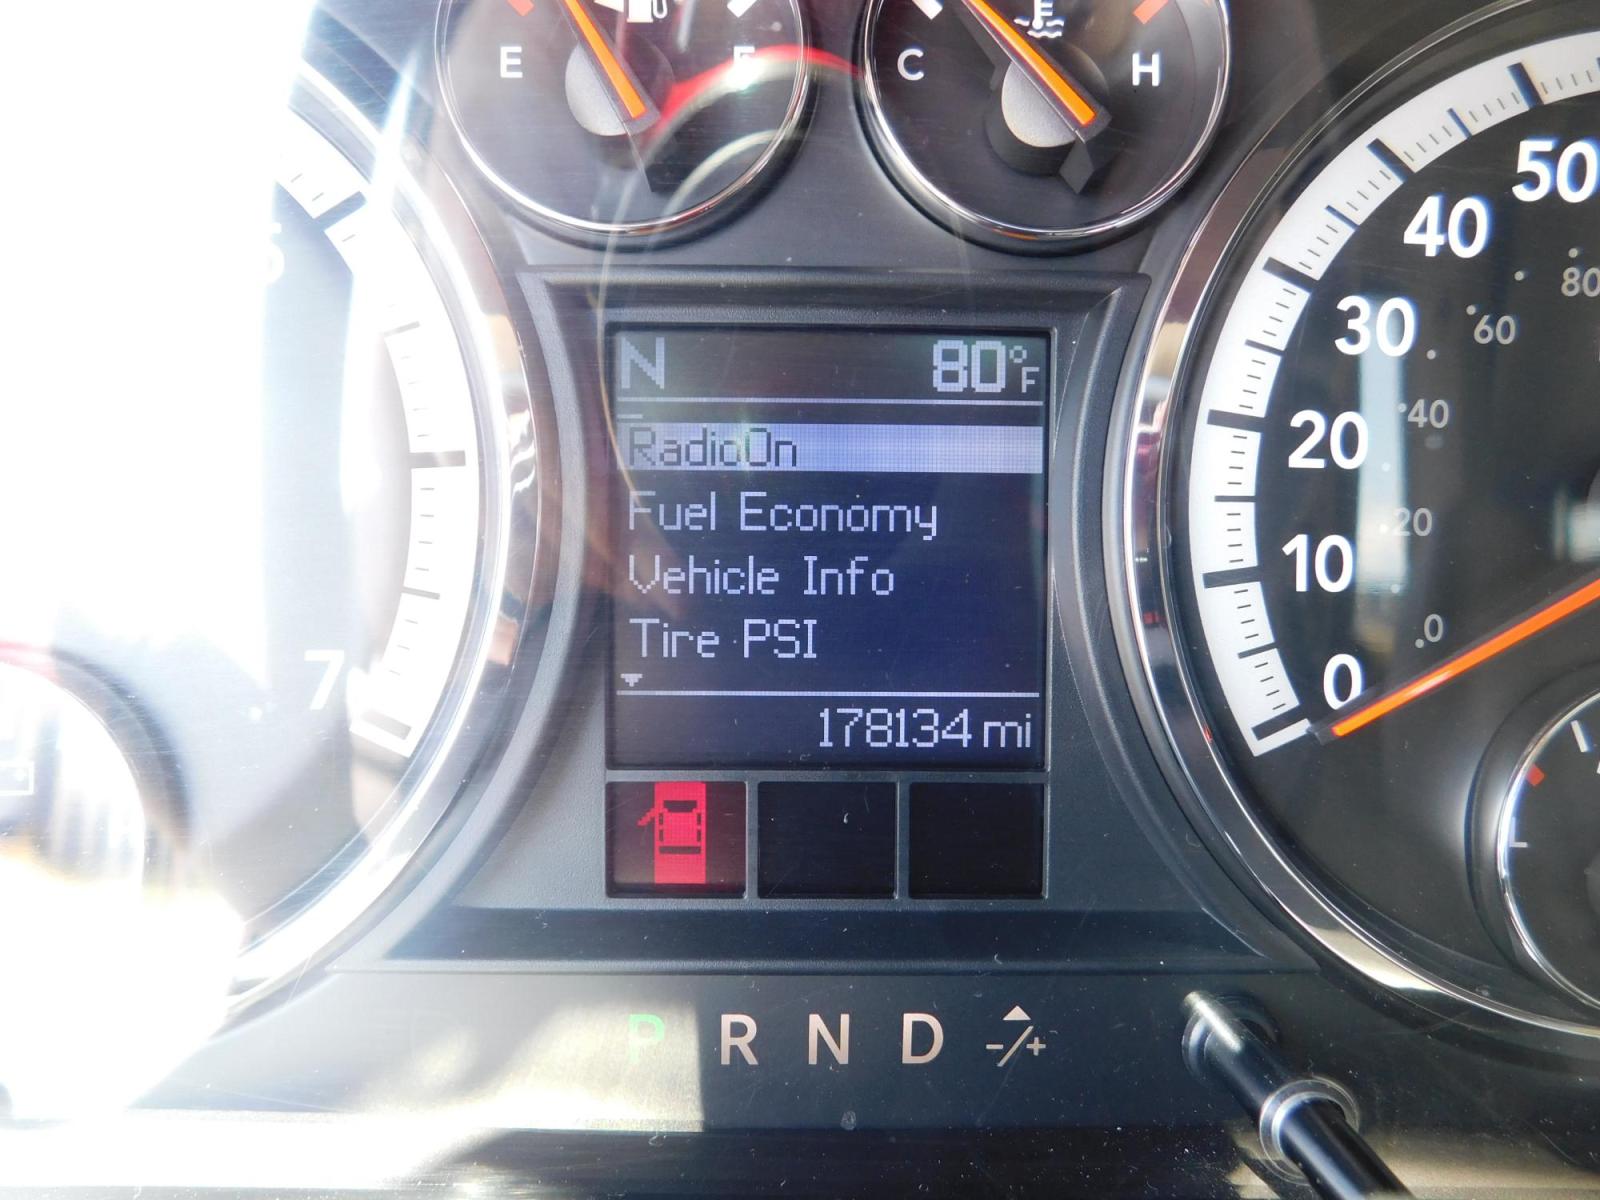 E F
C H
50
40
80
30
60
5
N 80°F
RadioOn
40
20
Fuel Economy
20
10
Vehicle Info
0
Tire PSI
7
0
178134 mi
L
P R N D -/+